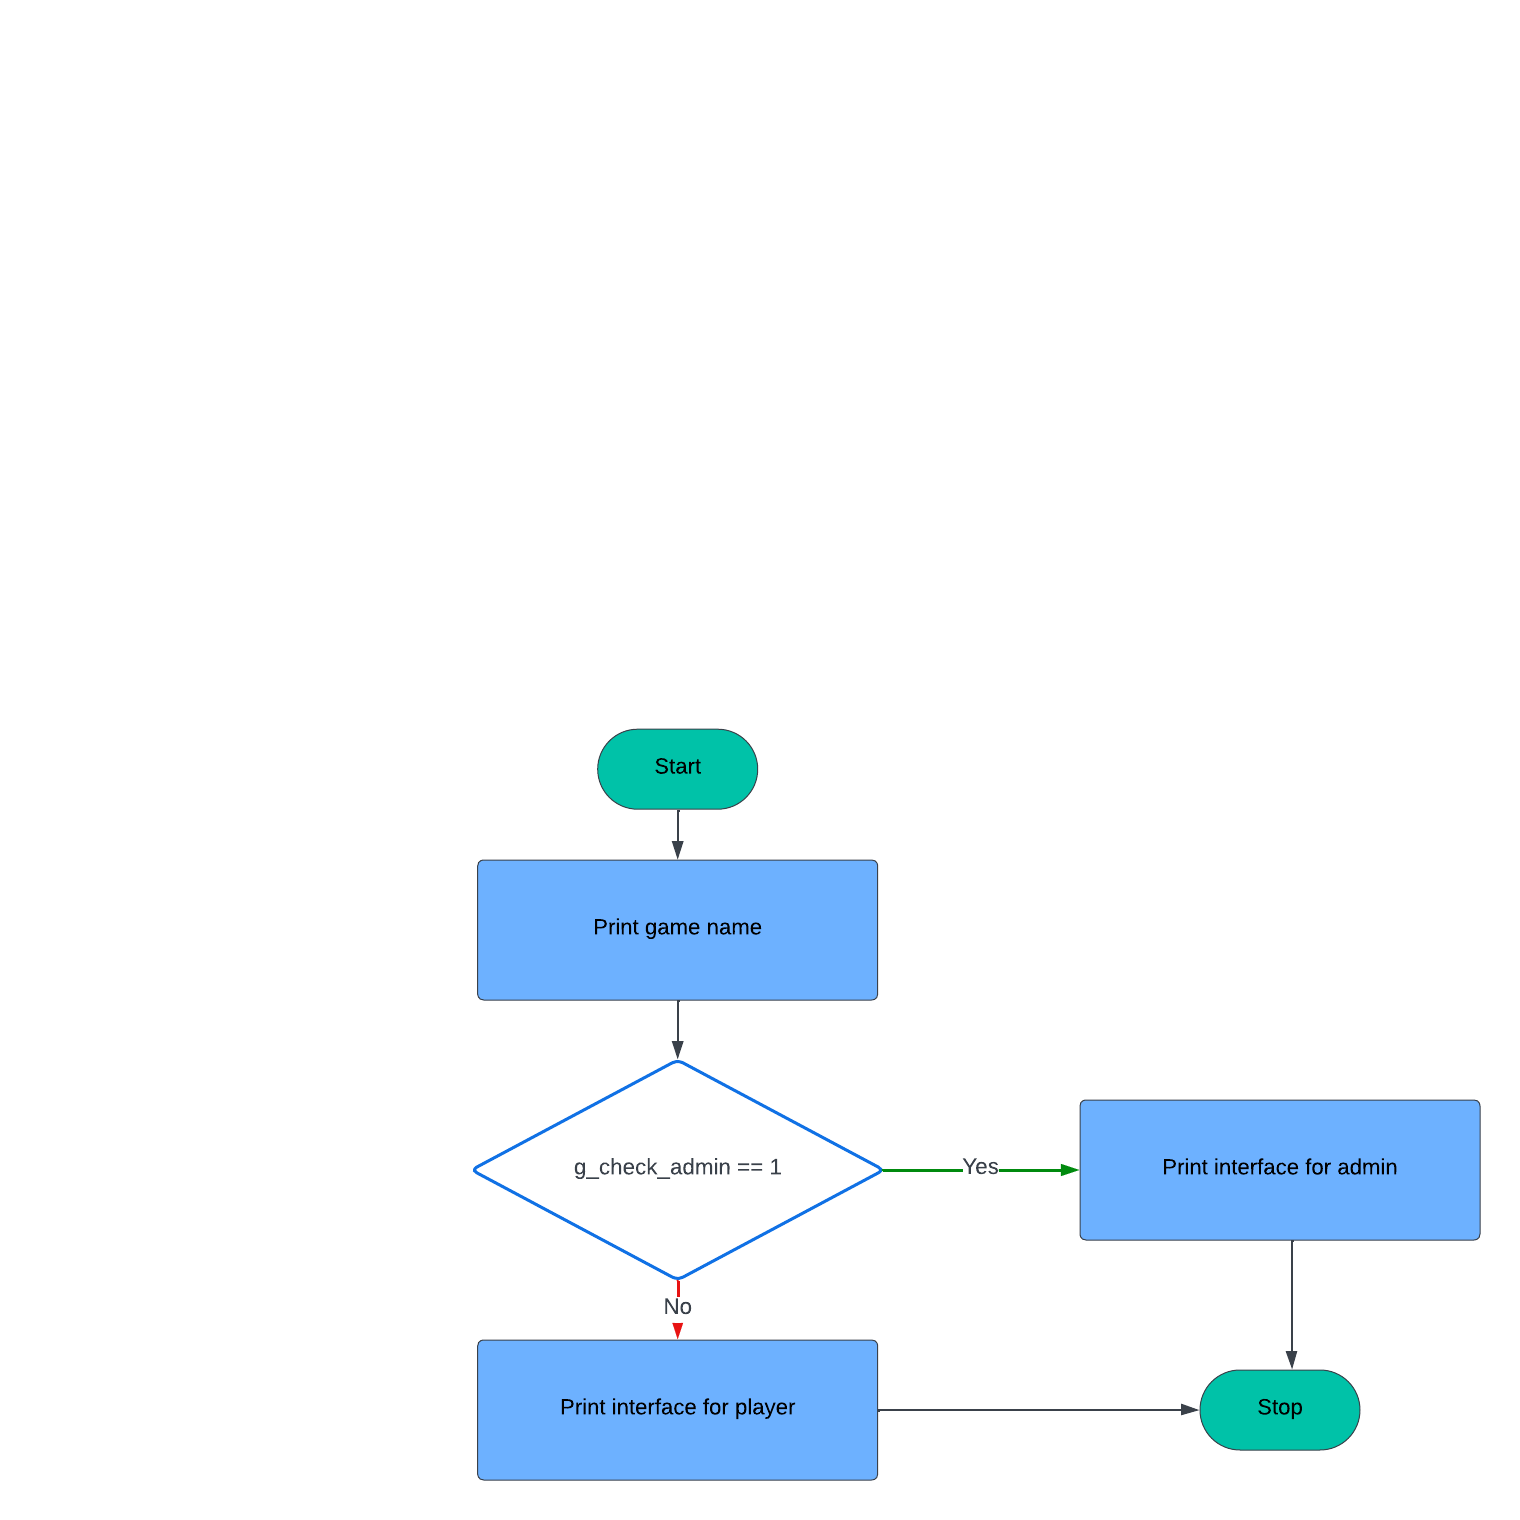 Start
Print game name
g_check_admin == 1
Yes
Print interface for admin
No
Print interface for player
Stop